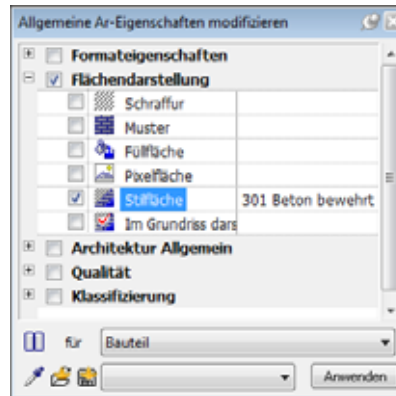 Allgemeine Ar-Eigenschaften modifizieren
Formateigenschaften
Flächendarstellung
Schraffur
Muster
Füllfläche
Pixelfläche
Stilfläche 301 Beton bewehrt
Im Grundriss dars
Architektur Allgemein
Qualität
Klassifizierung
für Bauteil
Anwenden